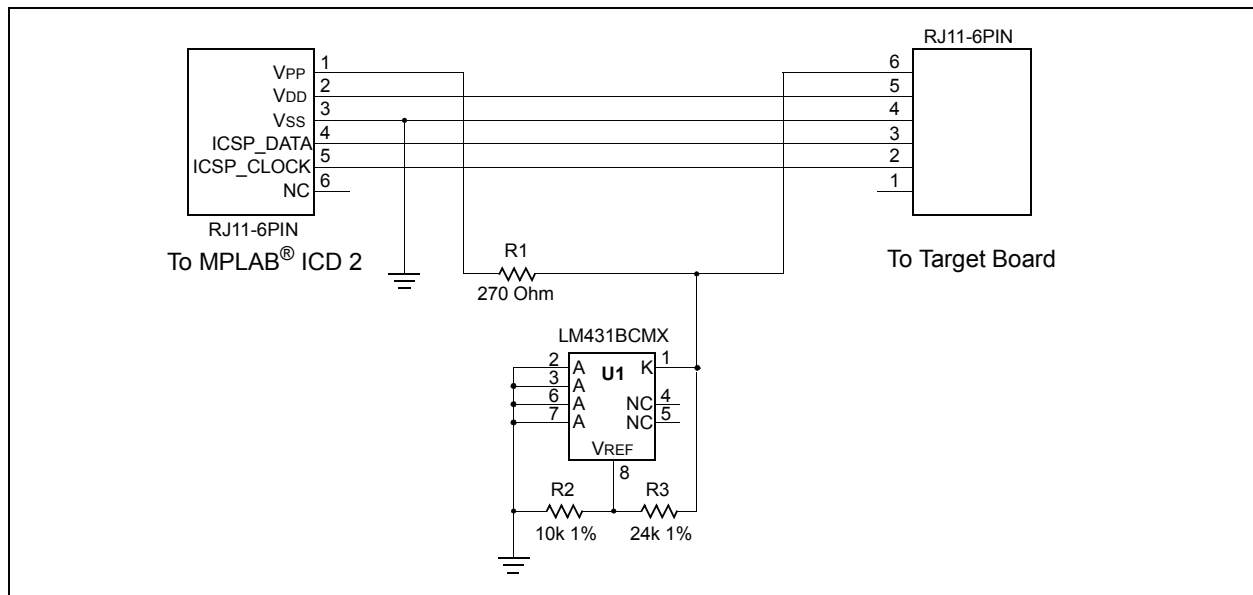 RJ11-6PIN
VPP 1
VDD 2
VSS 3
ICSP_DATA 4
ICSP_CLOCK 5
NC 6
RJ11-6PIN
To MPLAB® ICD 2
6
5
4
3
2
1
To Target Board
R1
270 Ohm
LM431BCMX
2 A
3 A
6 A
7 A
U1
K 1
NC 4
NC 5
VREF
8
R2
10k 1%
R3
24k 1%